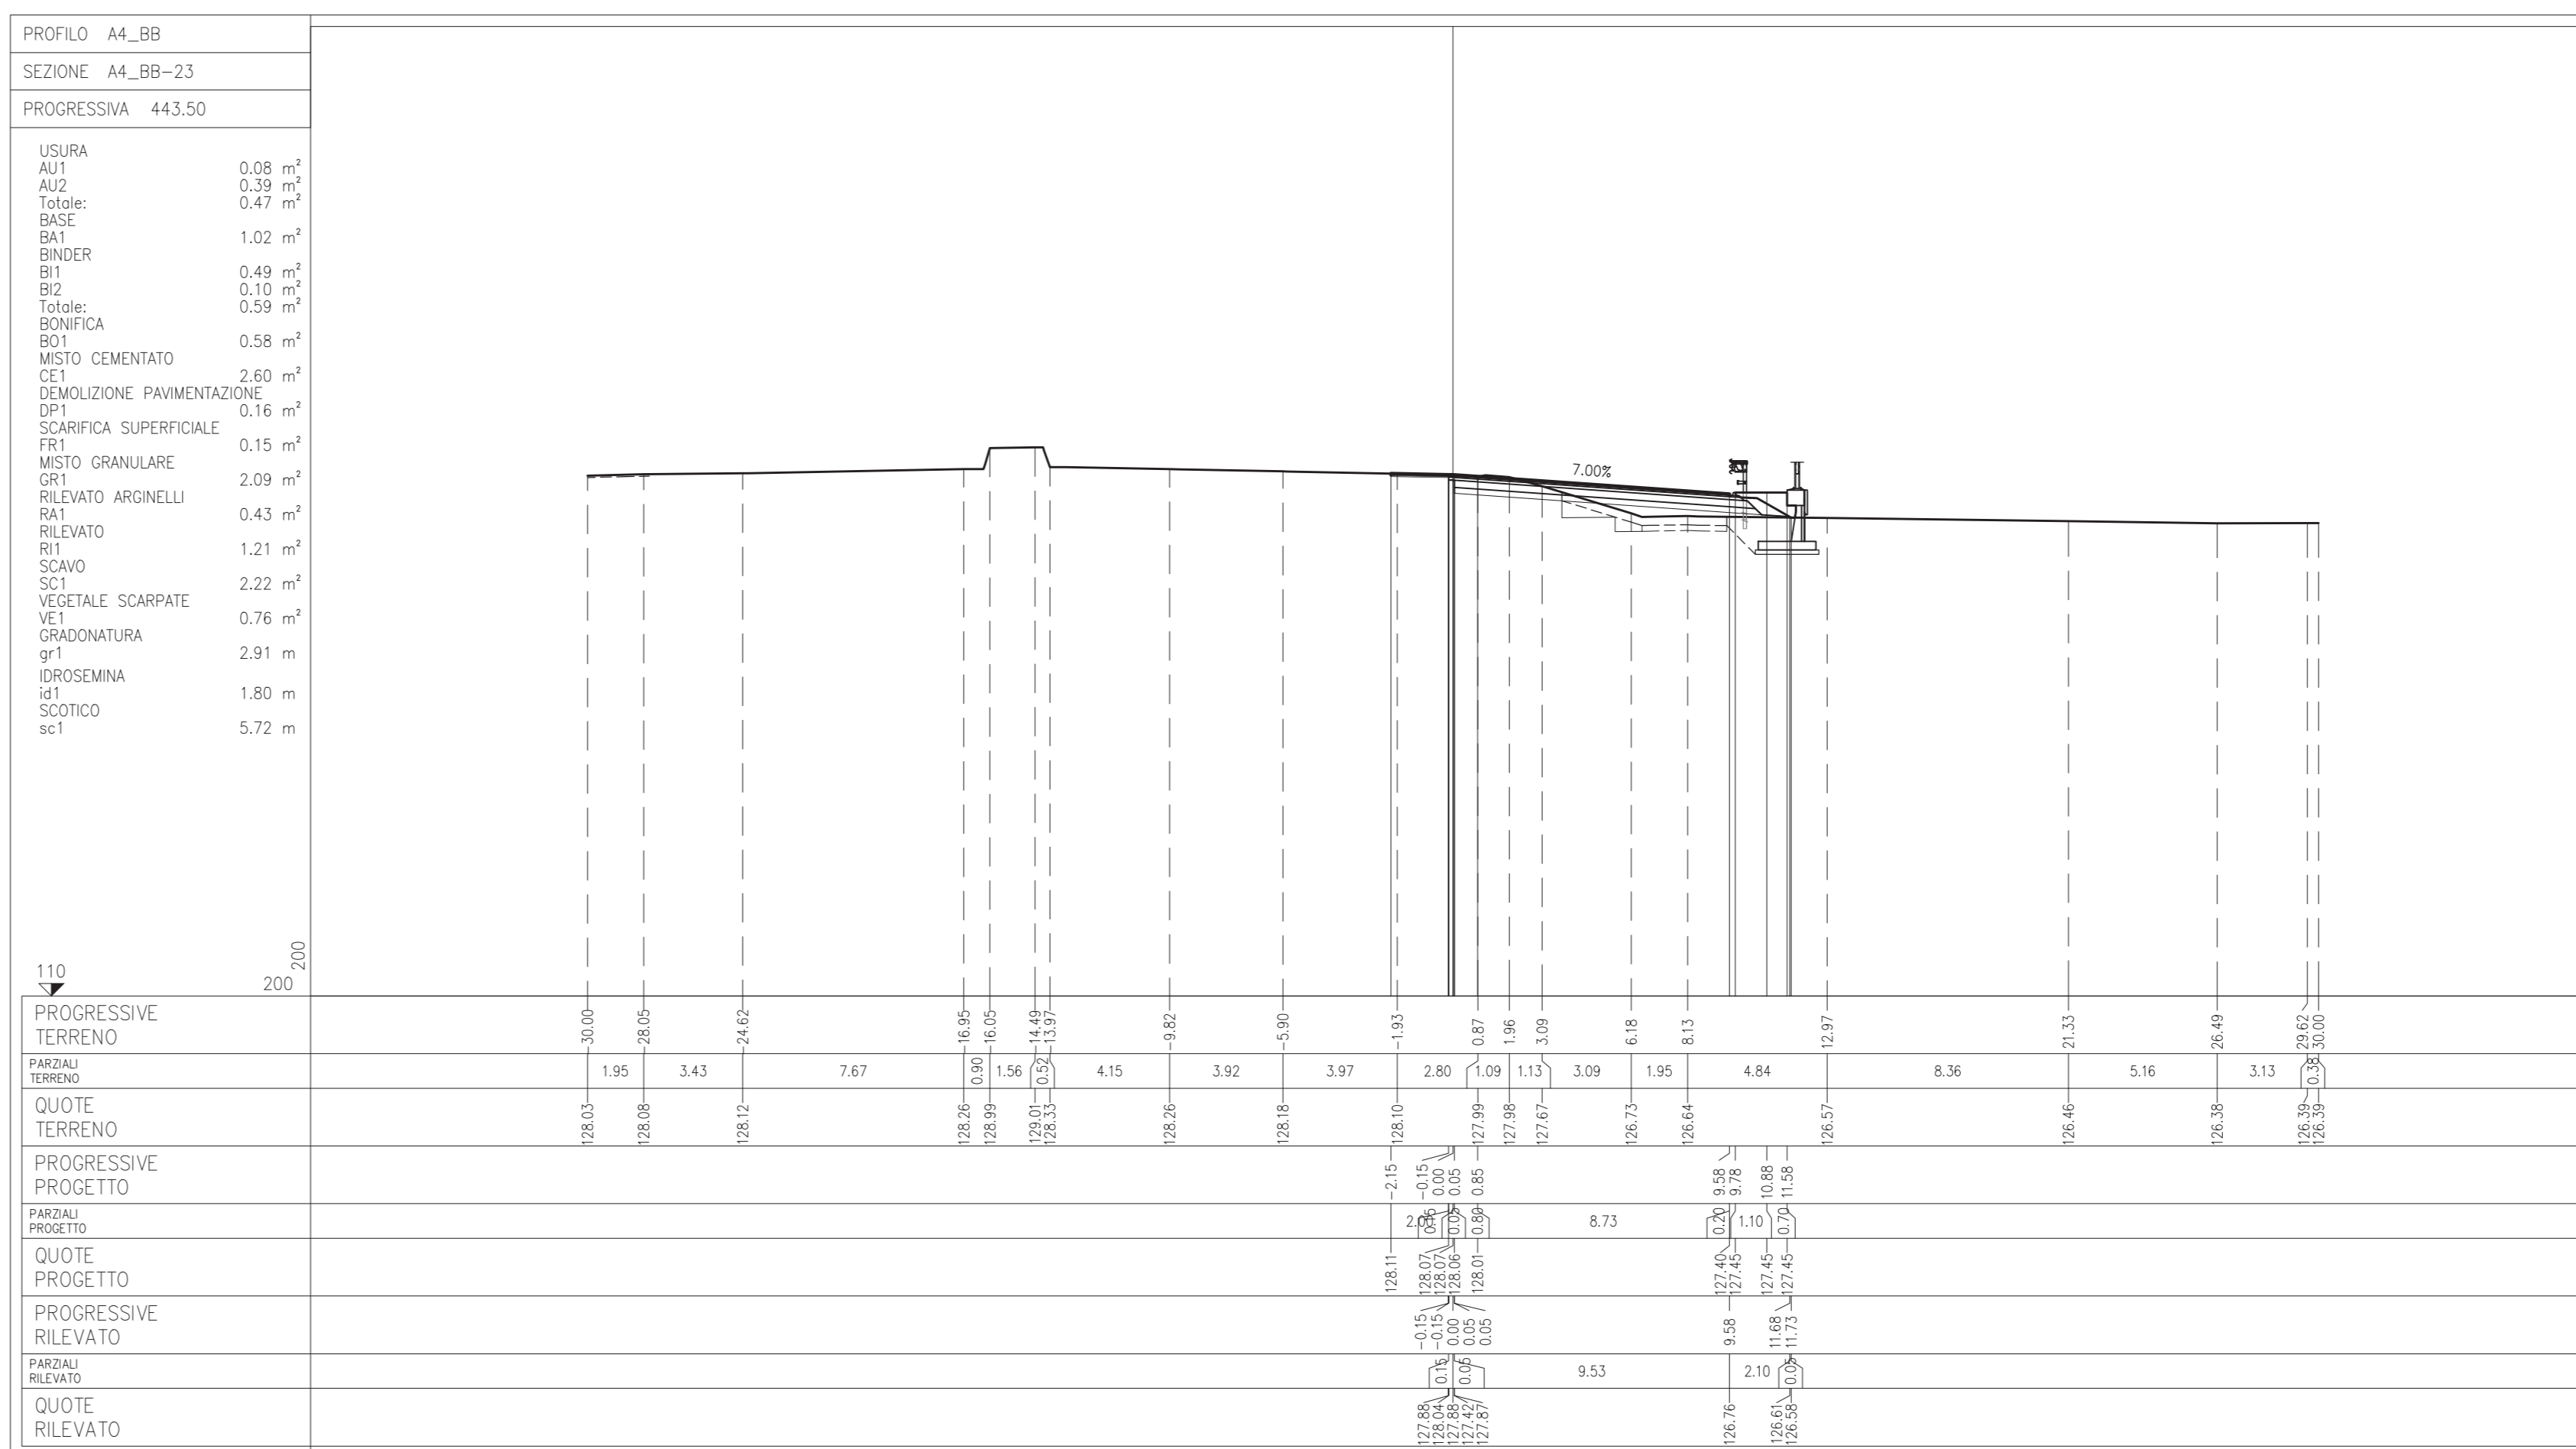 PROFILO A4_BB
SEZIONE A4_BB-23
PROGRESSIVA 443.50
USURA
AU1 0.08 m²
AU2 0.39 m²
Totale: 0.47 m²
BASE
BA1 1.02 m²
BINDER
BI1 0.49 m²
BI2 0.10 m²
Totale: 0.59 m²
BONIFICA
BO1 0.58 m²
MISTO CEMENTATO
CE1 2.60 m²
DEMOLIZIONE PAVIMENTAZIONE
DP1 0.16 m²
SCARIFICA SUPERFICIALE
FR1 0.15 m²
MISTO GRANULARE
GR1 2.09 m²
RILEVATO ARGINELLI
RA1 0.43 m²
RILEVATO
RI1 1.21 m²
SCAVO
SC1 2.22 m²
VEGETALE SCARPATE
VE1 0.76 m²
GRADONATURA
gr1 2.91 m
IDROSEMINA
id1 1.80 m
SCOTICO
sc1 5.72 m
7.00%
110 200 200
PROGRESSIVE
TERRENO
-30.00 -28.05 -24.62 -16.95 -16.05 -14.49 -13.97 -9.82 -5.90 -1.93 0.87 1.96 3.09 6.18 8.13 12.97 21.33 26.49 29.62 30.00
PARZIALI
TERRENO
1.95 3.43 7.67 0.90 1.56 0.52 4.15 3.92 3.97 2.80 1.09 1.13 3.09 1.95 4.84 8.36 5.16 3.13 0.38
QUOTE
TERRENO
128.03 128.08 128.12 128.26 128.99 129.01 128.33 128.26 128.18 128.10 127.99 127.98 127.67 126.73 126.64 126.57 126.46 126.38 126.39 126.39
PROGRESSIVE
PROGETTO
-2.15 -0.15 0.00 0.05 0.85 9.58 9.78 10.88 11.58
PARZIALI
PROGETTO
2.00 0.15 0.05 0.80 8.73 0.20 1.10 0.70
QUOTE
PROGETTO
128.11 128.07 128.07 128.06 128.01 127.40 127.45 127.45 127.45
PROGRESSIVE
RILEVATO
-0.15 -0.15 0.00 0.05 0.05 9.58 11.68 11.73
PARZIALI
RILEVATO
0.15 0.05 9.53 2.10 0.05
QUOTE
RILEVATO
127.88 128.04 127.88 127.42 127.87 126.76 126.61 126.58